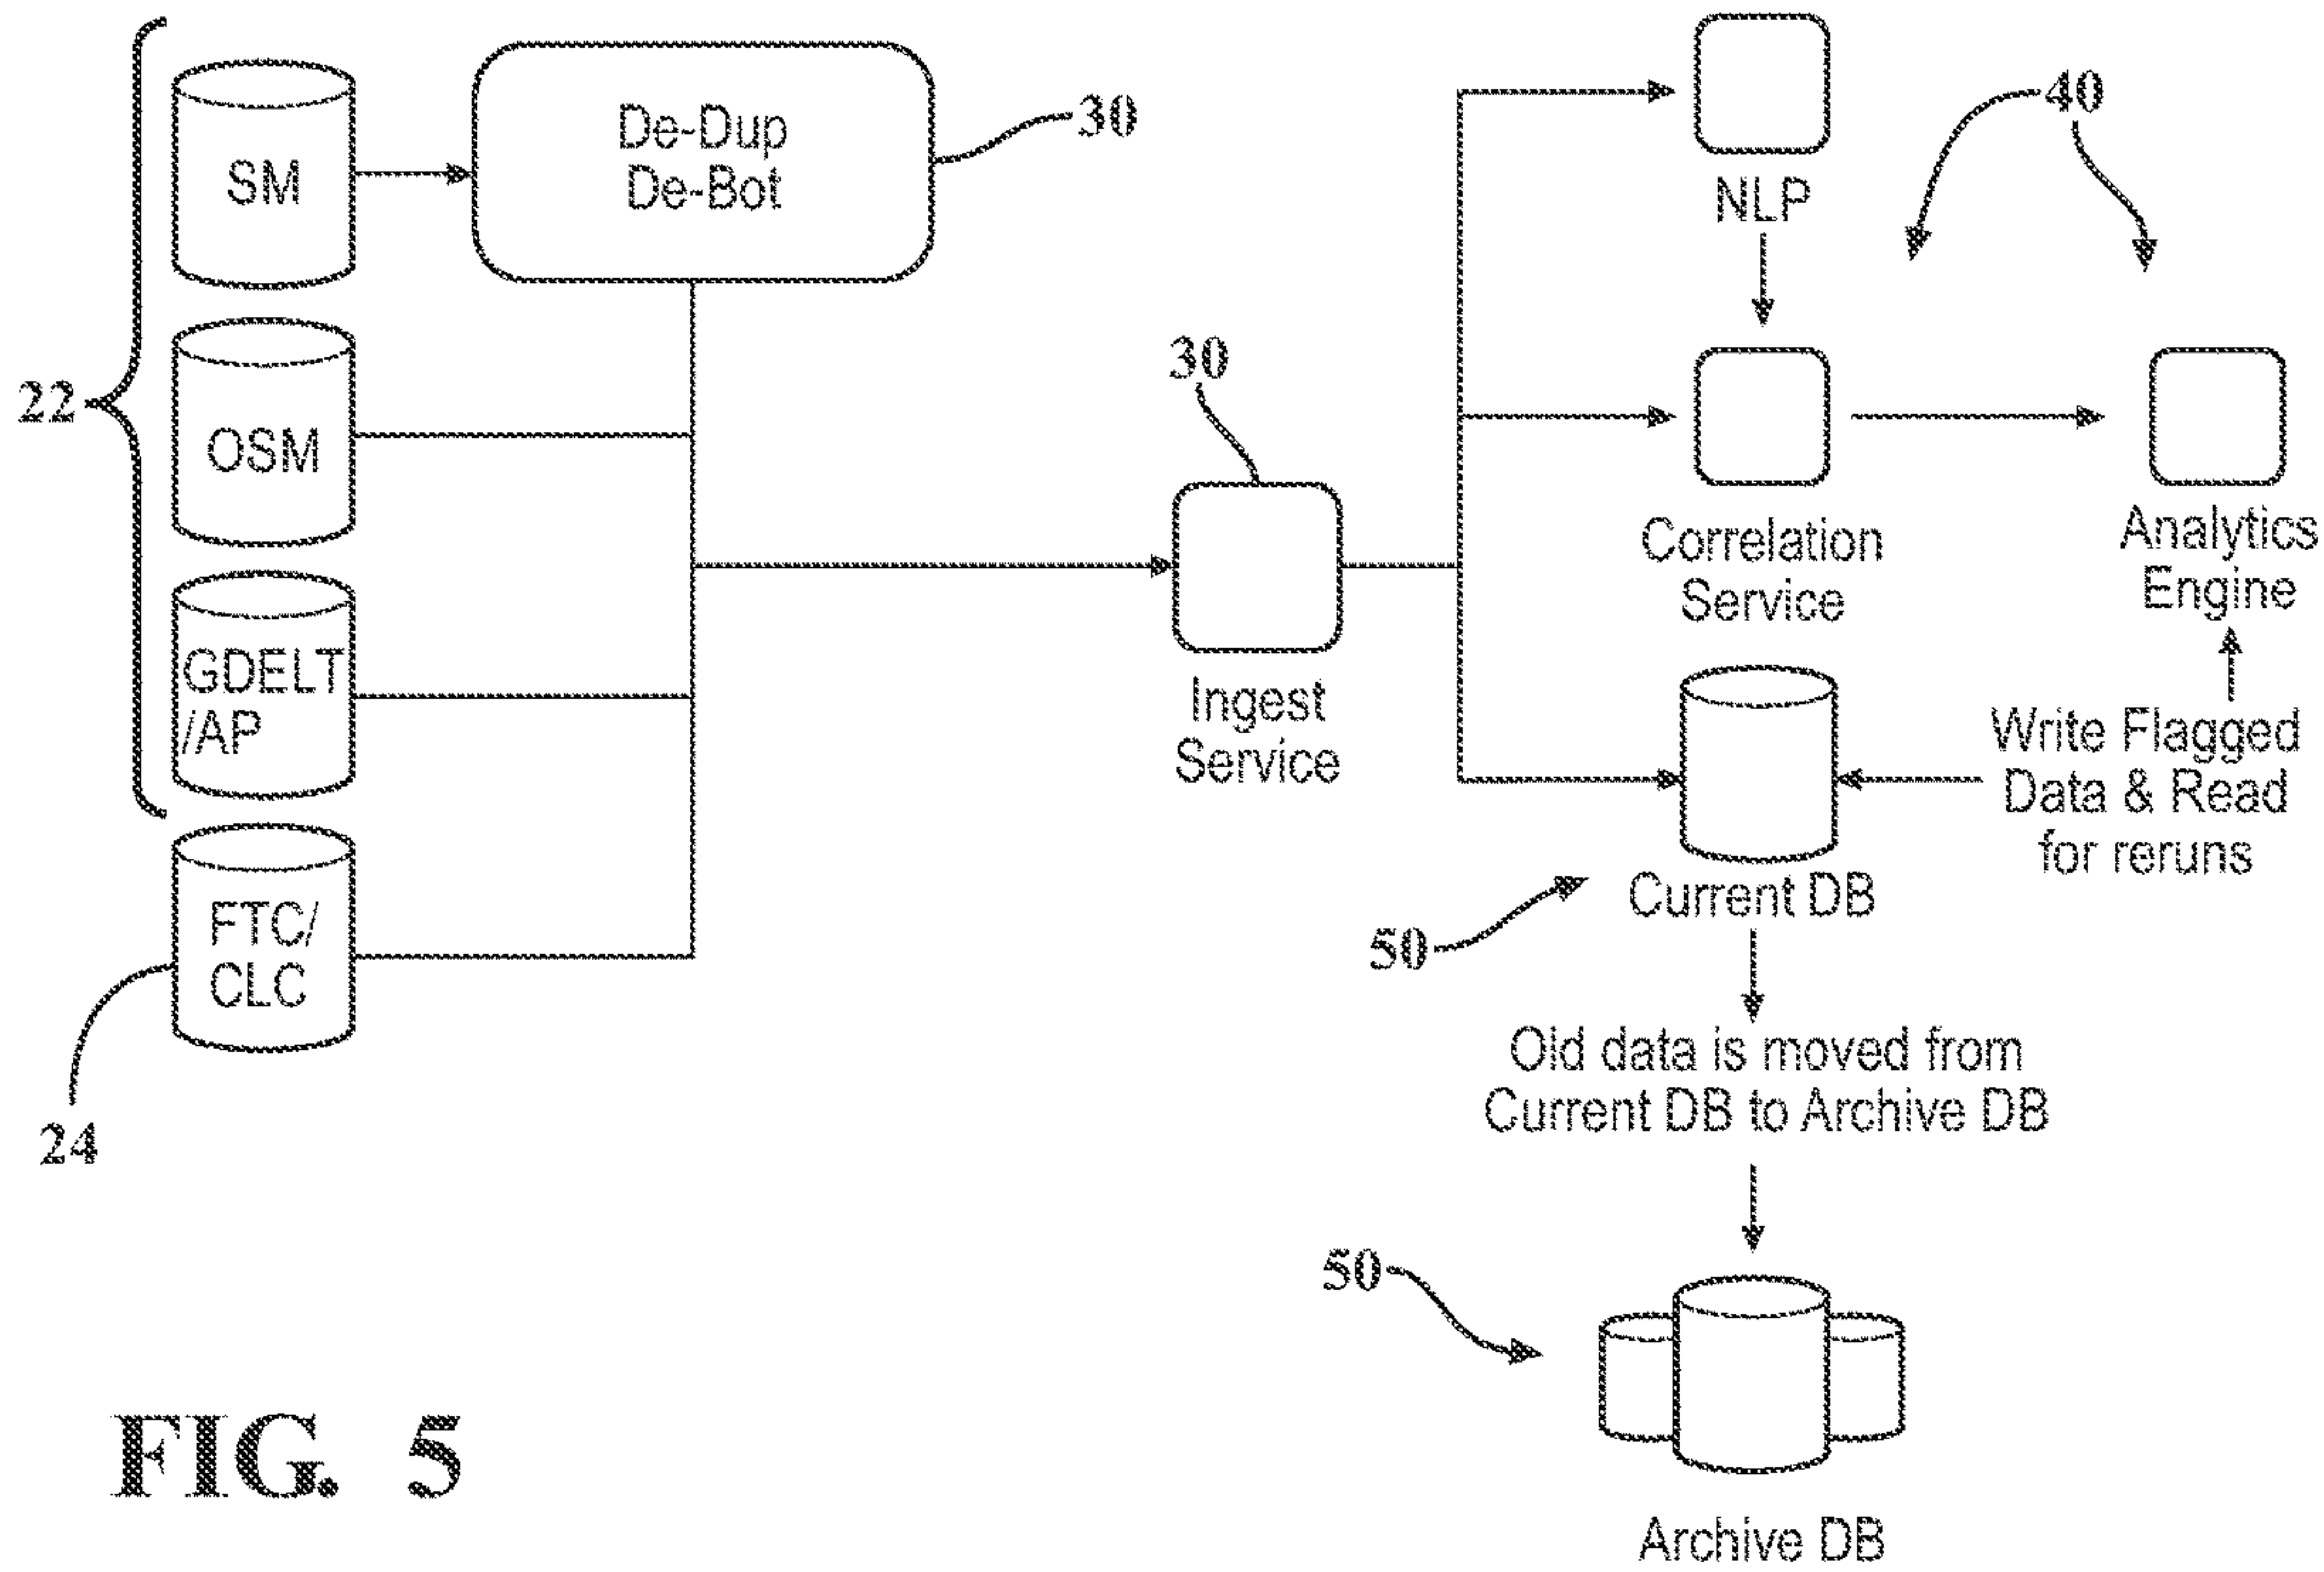 SM
De-Dup
De-Bot
30
40
NLP
22
OSM
30
Correlation
Service
Analytics
Engine
GDELT
/AP
Ingest
Service
Write Flagged
Data & Read
for reruns
FTC/
CLC
24
50
Current DB
Old data is moved from
Current DB to Archive DB
50
Archive DB
FIG. 5